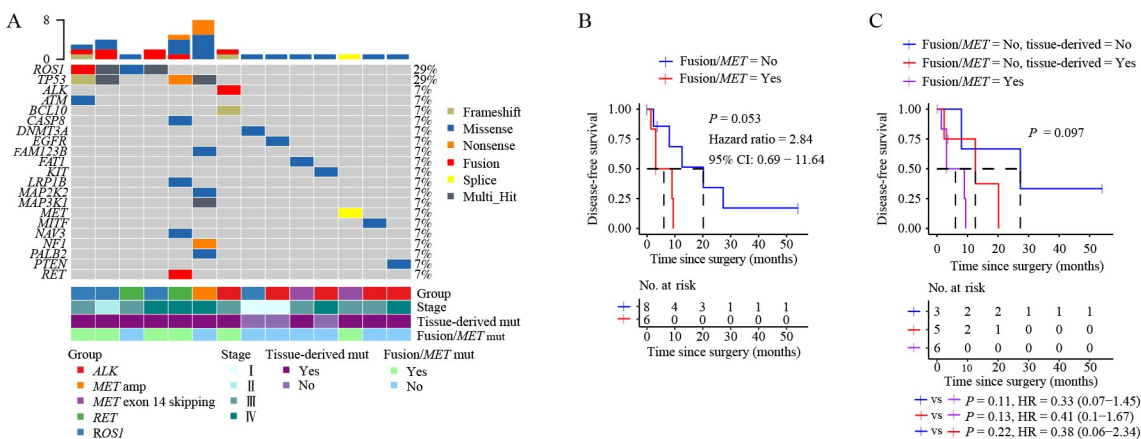 A
8
4
0
ROS1 29%
TP53 29%
ALK 7%
ATM 7%
BCL10 7%
CASP8 7%
DNMT3A 7%
EGFR 7%
FAM123B 7%
FAT1 7%
KIT 7%
LRP1B 7%
MAP2K2 7%
MAP3K1 7%
MET 7%
MITF 7%
NAV3 7%
NF1 7%
PALB2 7%
PTEN 7%
RET 7%
Frameshift
Missense
Nonsense
Fusion
Splice
Multi_Hit
Group
Stage
Tissue-derived mut
Fusion/MET mut
Group
ALK
MET amp
MET exon 14 skipping
RET
ROS1
Stage
I
II
III
IV
Tissue-derived mut
Yes
No
Fusion/MET mut
Yes
No
B
Fusion/MET = No
Fusion/MET = Yes
Disease-free survival
1.00
0.75
0.50
0.25
0.00
P = 0.053
Hazard ratio = 2.84
95% CI: 0.69 − 11.64
0 10 20 30 40 50
Time since surgery (months)
No. at risk
8 4 3 1 1 1
6 0 0 0 0 0
0 10 20 30 40 50
Time since surgery (months)
C
Fusion/MET = No, tissue-derived = No
Fusion/MET = No, tissue-derived = Yes
Fusion/MET = Yes
Disease-free survival
1.00
0.75
0.50
0.25
0.00
P = 0.097
0 10 20 30 40 50
Time since surgery (months)
No. at risk
3 2 2 1 1 1
5 2 1 0 0 0
6 0 0 0 0 0
0 10 20 30 40 50
Time since surgery (months)
vs P = 0.11, HR = 0.33 (0.07−1.45)
vs P = 0.13, HR = 0.41 (0.1−1.67)
vs P = 0.22, HR = 0.38 (0.06−2.34)